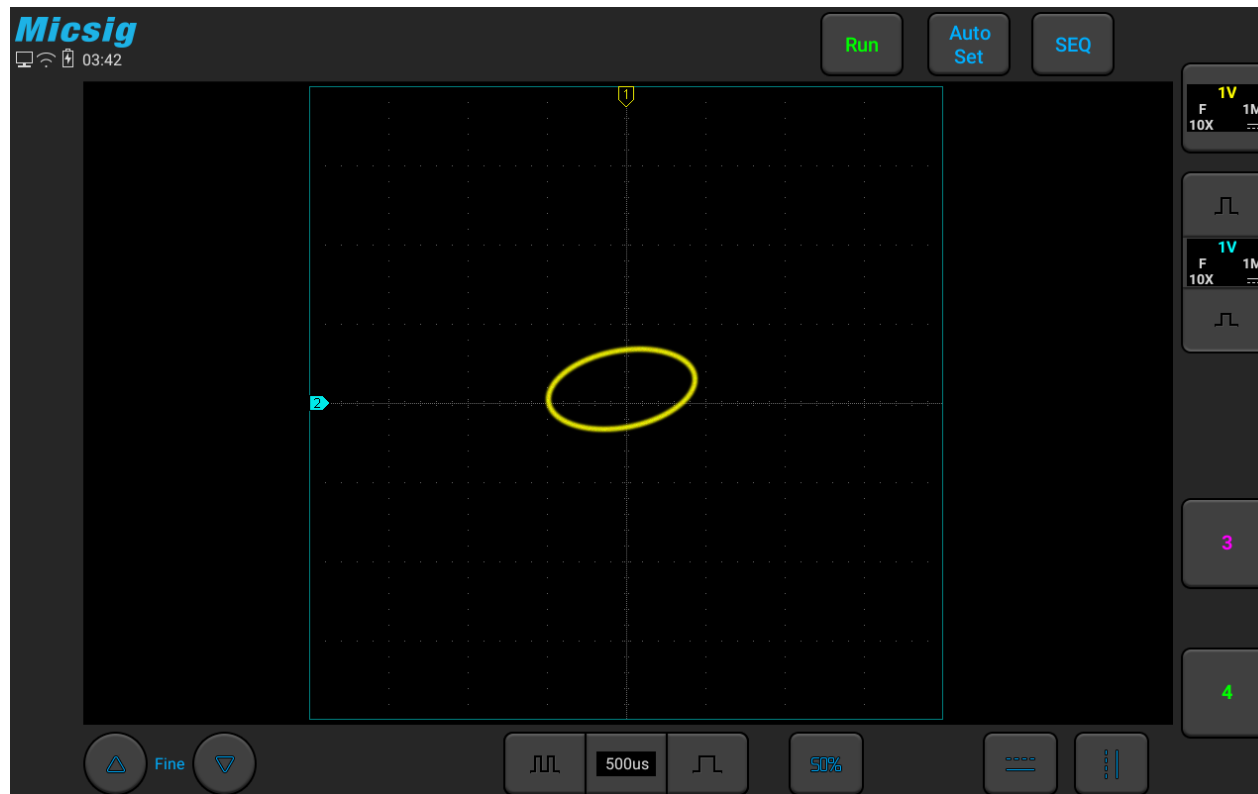 Micsig
03:42
Run
Auto
Set
SEQ
1
1V
F 1M
10X
1V
F 1M
10X
2
3
4
Fine
500us
50%